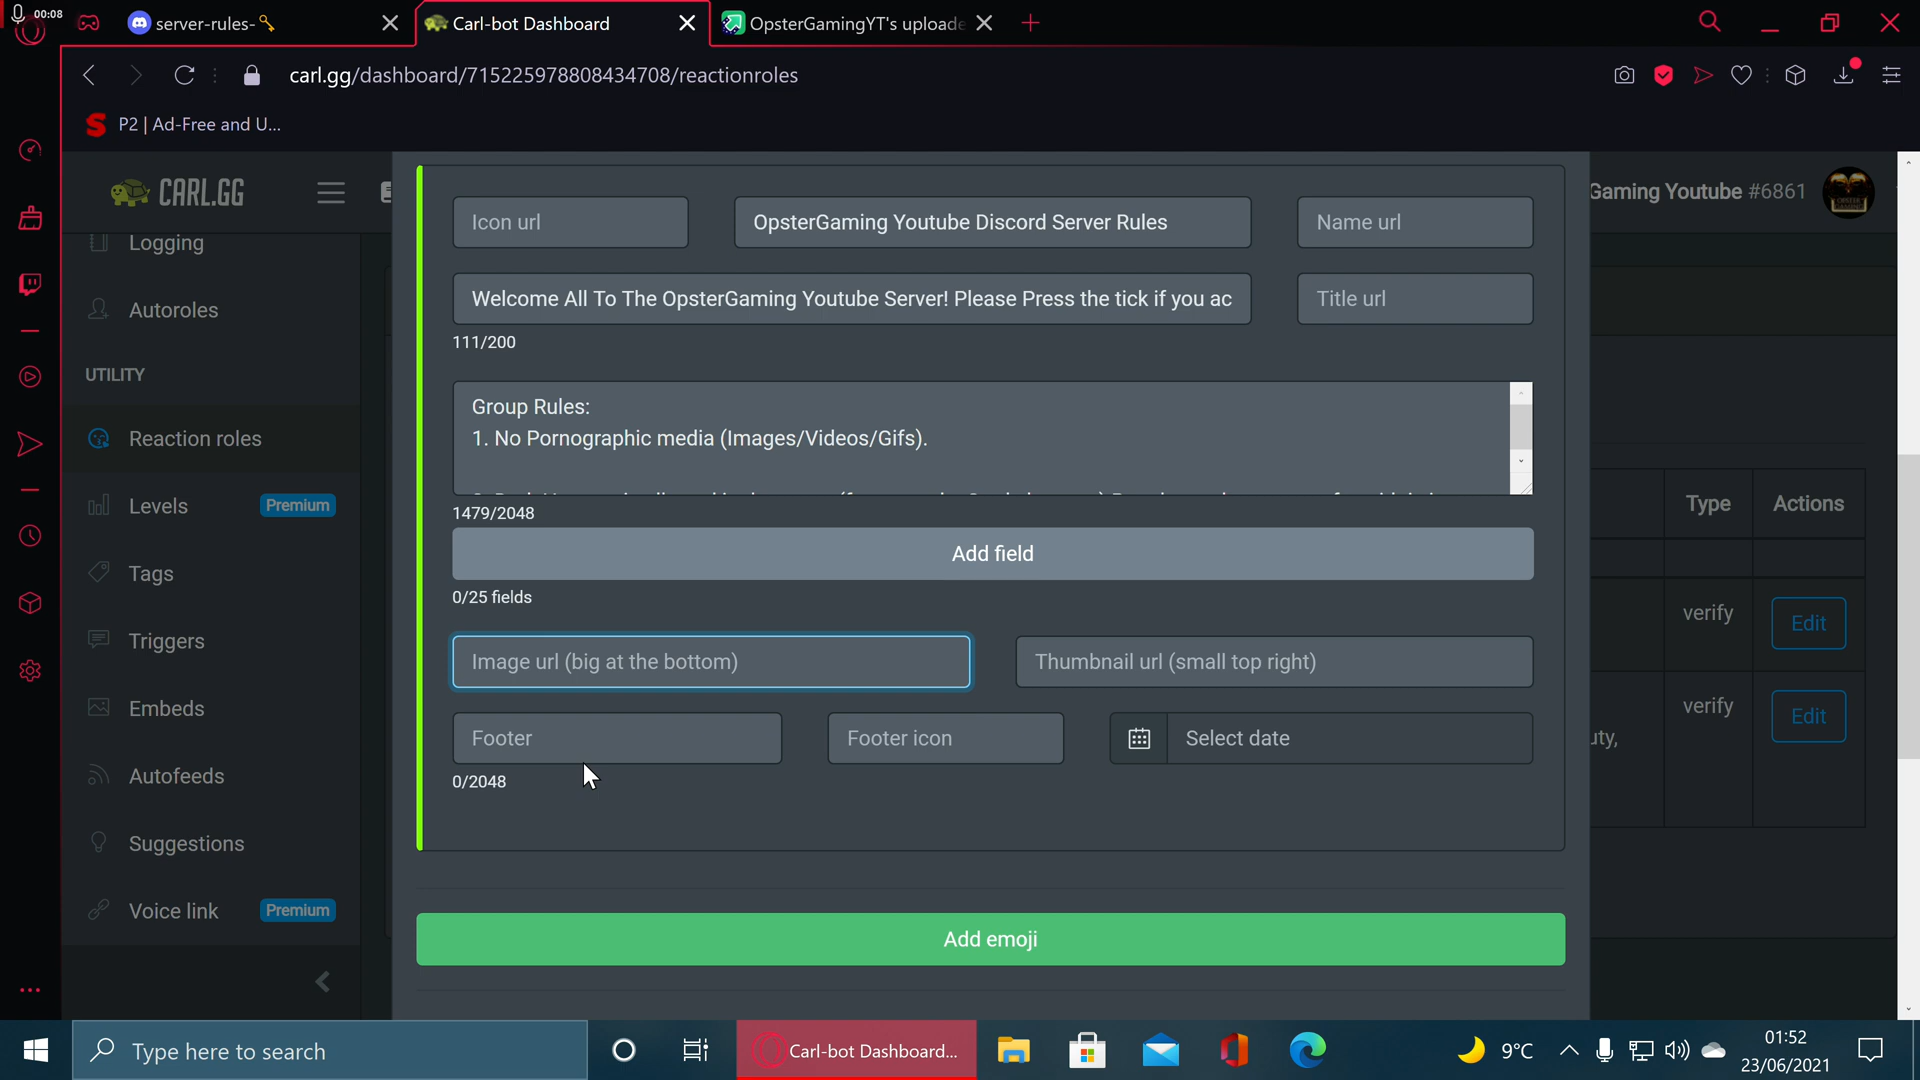 00:08
server-rules-
Carl-bot Dashboard
OpsterGamingYT's uploade
carl.gg/dashboard/715225978808434708/reactionroles
P2 | Ad-Free and U...
CARL.GG
Gaming Youtube #6861
Logging
Autoroles
UTILITY
Reaction roles
Levels
Premium
Tags
Triggers
Embeds
Autofeeds
Suggestions
Voice link
Premium
Icon url
OpsterGaming Youtube Discord Server Rules
Name url
Welcome All To The OpsterGaming Youtube Server! Please Press the tick if you ac
Title url
111/200
Group Rules:
1. No Pornographic media (Images/Videos/Gifs).
1479/2048
Add field
0/25 fields
Image url (big at the bottom)
Thumbnail url (small top right)
Footer
Footer icon
Select date
0/2048
Add emoji
Type
Actions
verify
Edit
verify
Edit
uty,
Type here to search
Carl-bot Dashboard...
9°C
01:52
23/06/2021